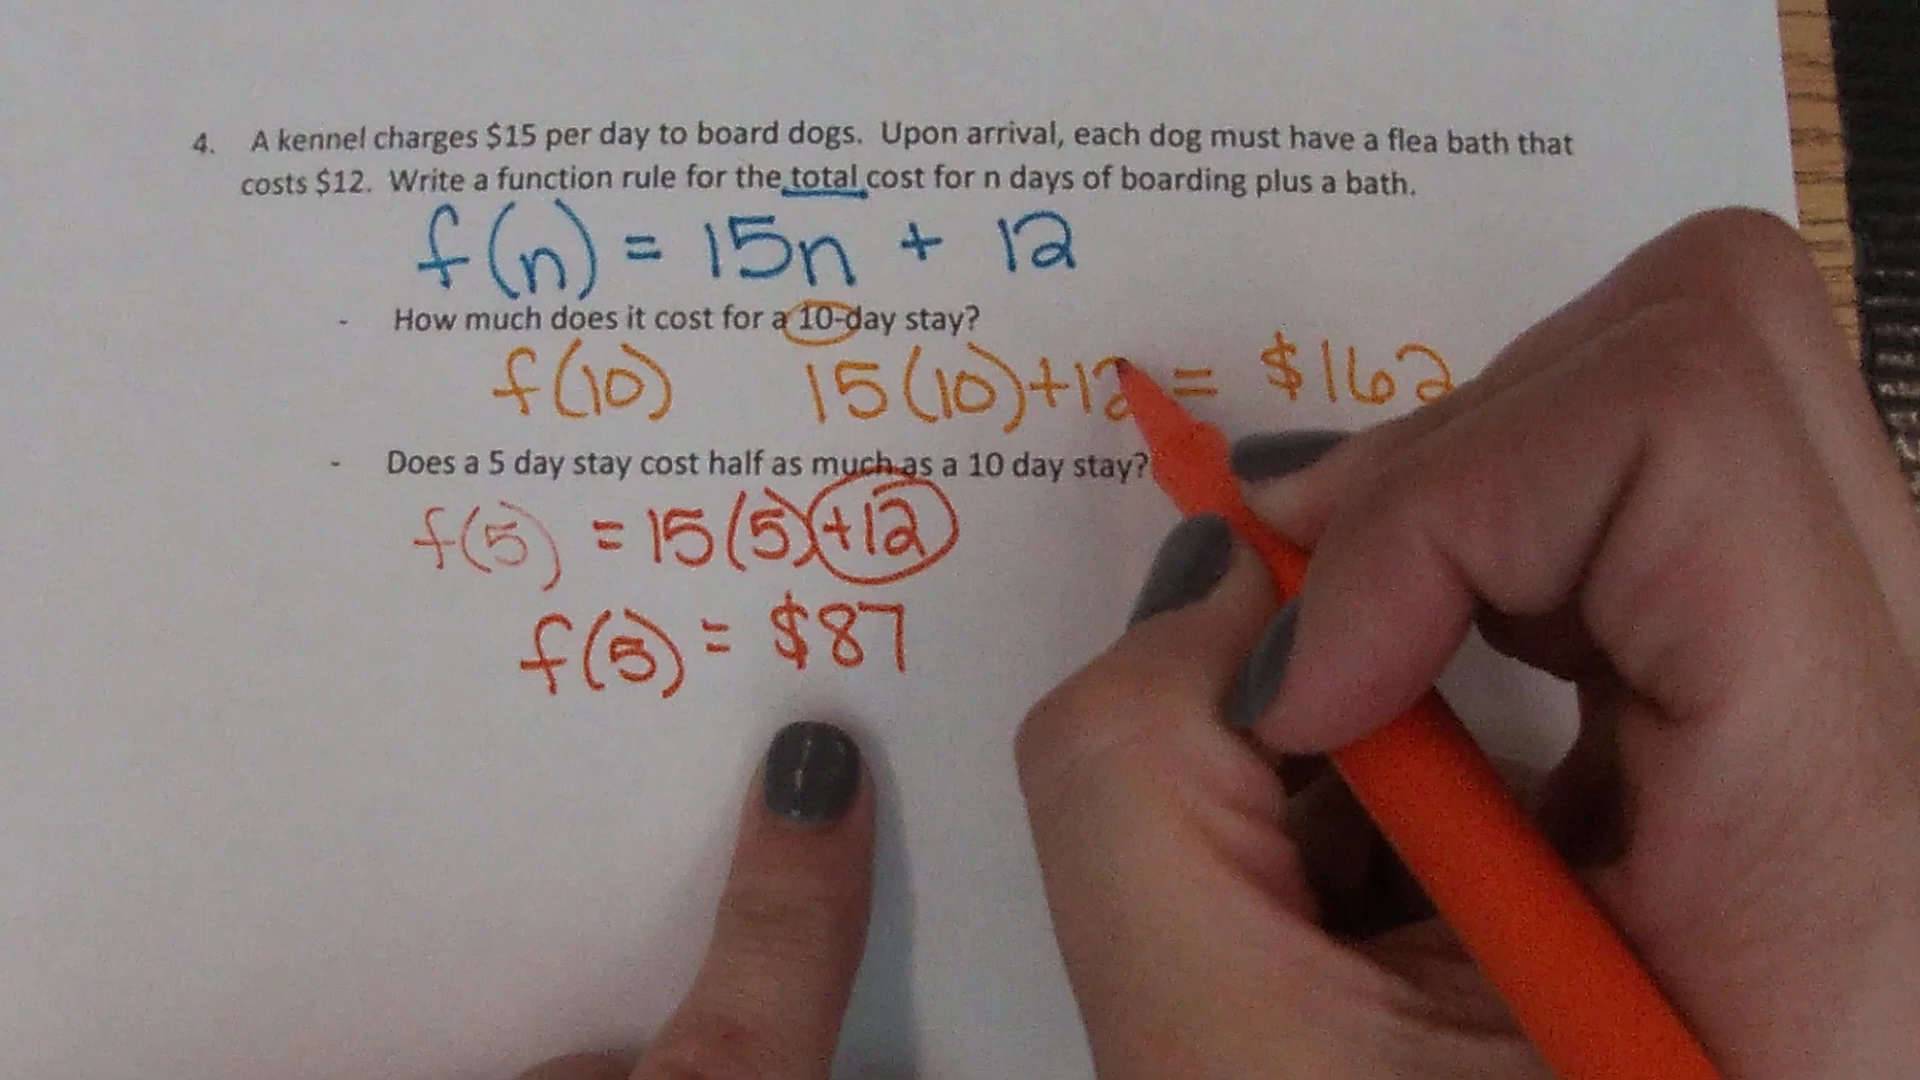 4. A kennel charges $15 per day to board dogs. Upon arrival, each dog must have a flea bath that
costs $12. Write a function rule for the total cost for n days of boarding plus a bath.
f(n) = 15n + 12
- How much does it cost for a 10-day stay?
f(10) 15(10)+12 = $162
- Does a 5 day stay cost half as much as a 10 day stay?
f(5) = 15(5)+12
f(5) = $87